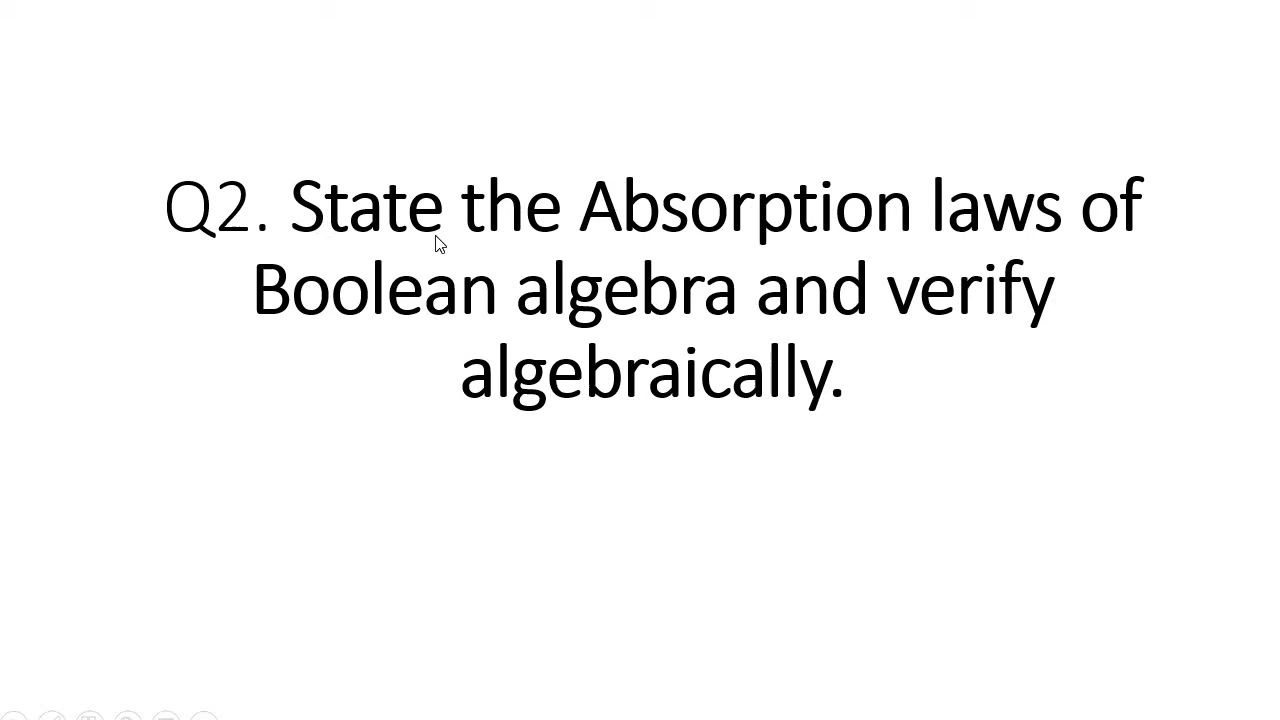 Q2. State the Absorption laws of
Boolean algebra and verify
algebraically.